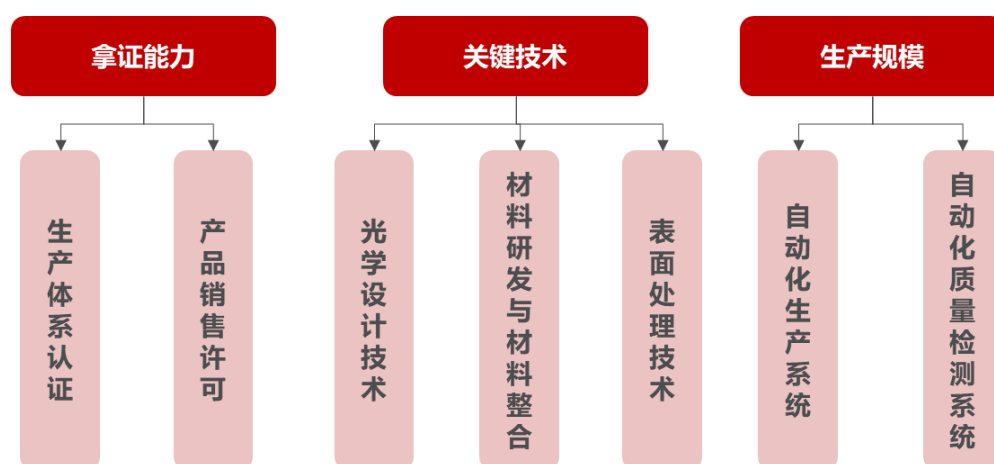 拿证能力
关键技术
生产规模
生产体系认证
产品销售许可
光学设计技术
材料研发与材料整合
表面处理技术
自动化生产系统
自动化质量检测系统